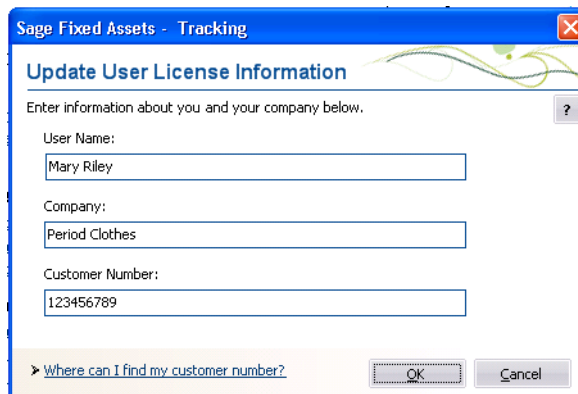 Sage Fixed Assets - Tracking
Update User License Information
Enter information about you and your company below.
?
User Name:
Mary Riley
Company:
Period Clothes
Customer Number:
123456789
Where can I find my customer number?
OK
Cancel